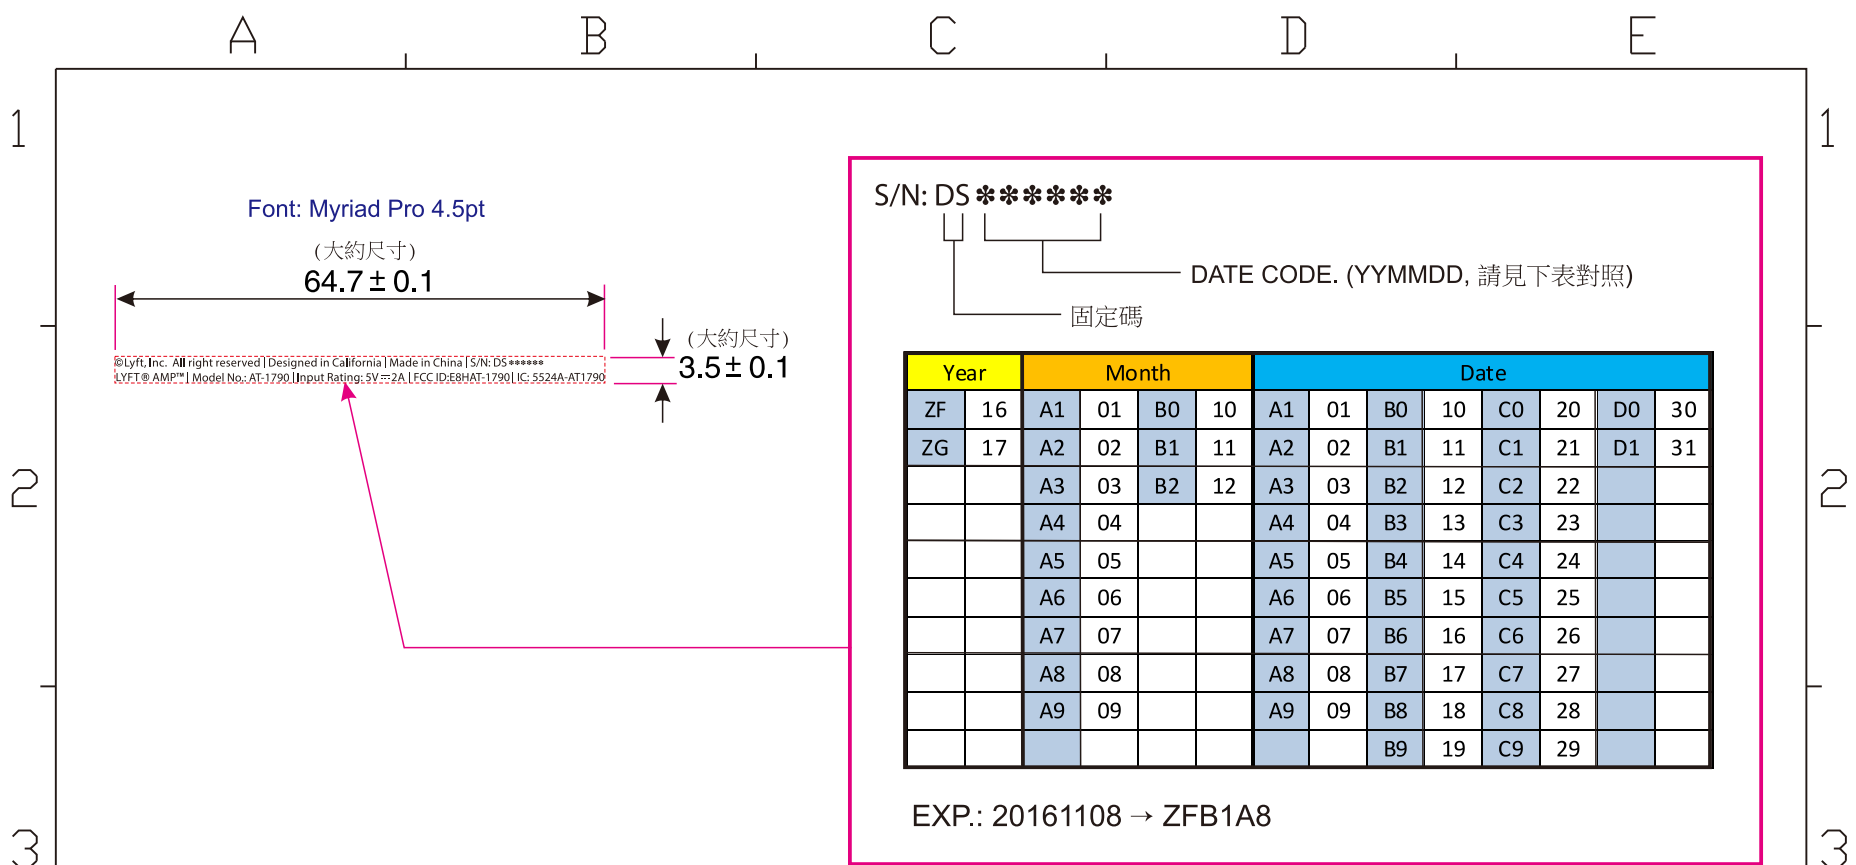 A B C D E
1 1
S/N: DS✽✽✽✽✽✽
Font: Myriad Pro 4.5pt
(大約尺寸)
64.7 ± 0.1
DATE CODE. (YYMMDD, 請見下表對照)
固定碼
(大約尺寸)
3.5 ± 0.1
©Lyft, Inc. All right reserved | Designed in California | Made in China | S/N: DS ******
LYFT® AMP™ | Model No.: AT-1790 | Input Rating: 5V⎓2A | FCC ID:E8HAT-1790 | IC: 5524A-AT1790
Year Month Date
ZF 16 A1 01 B0 10 A1 01 B0 10 C0 20 D0 30
ZG 17 A2 02 B1 11 A2 02 B1 11 C1 21 D1 31
A3 03 B2 12 A3 03 B2 12 C2 22
A4 04 A4 04 B3 13 C3 23
A5 05 A5 05 B4 14 C4 24
A6 06 A6 06 B5 15 C5 25
A7 07 A7 07 B6 16 C6 26
A8 08 A8 08 B7 17 C7 27
A9 09 A9 09 B8 18 C8 28
B9 19 C9 29
2 2
EXP.: 20161108 → ZFB1A8
3 3